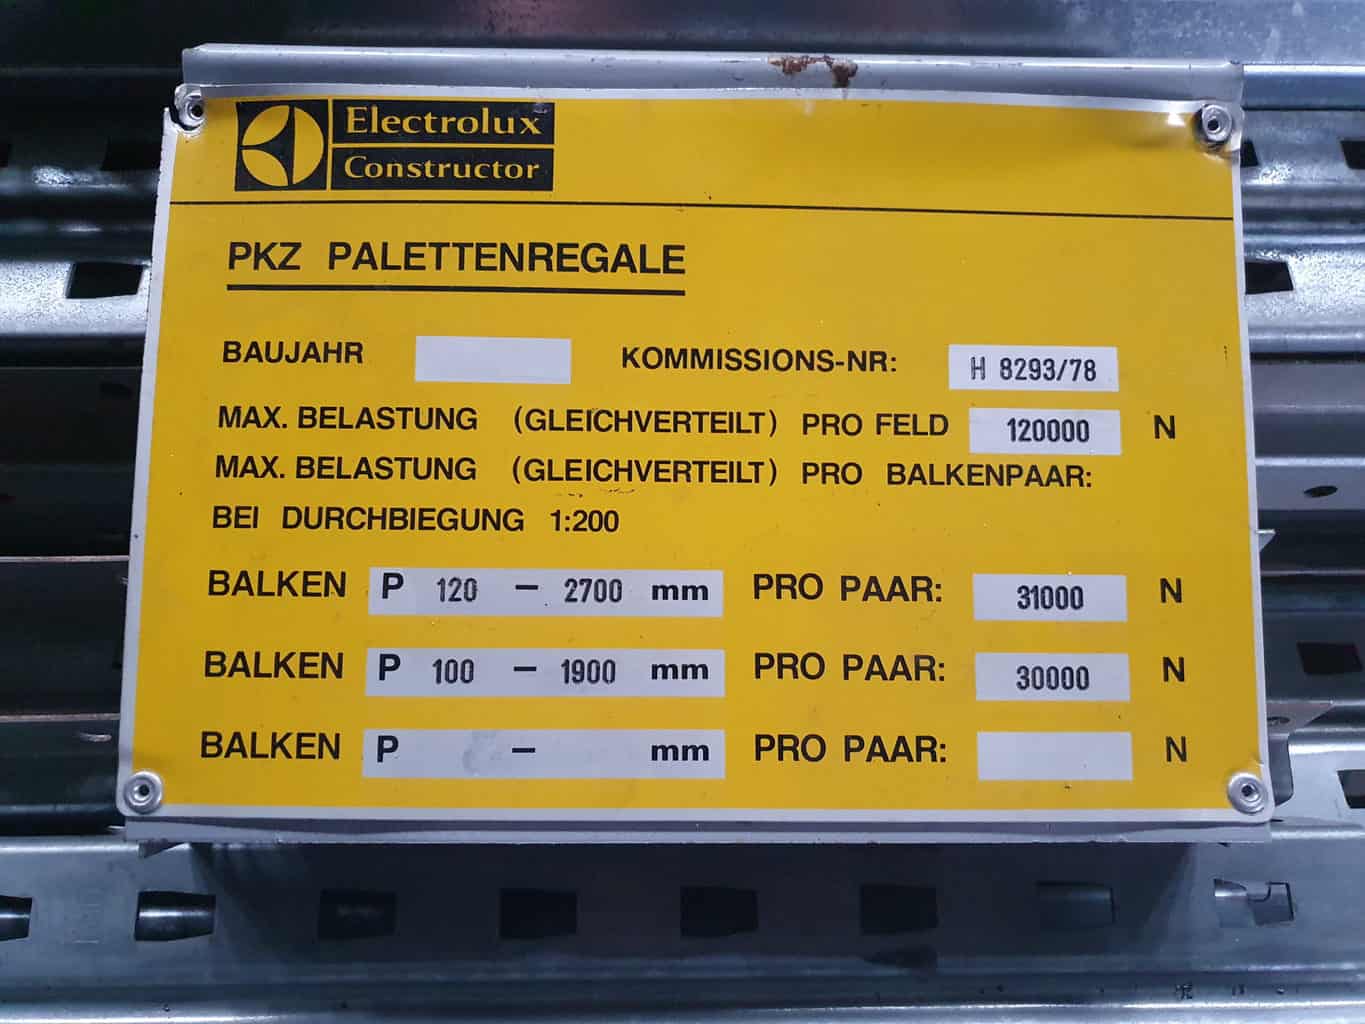 Electrolux
Constructor
PKZ PALETTENREGALE
BAUJAHR KOMMISSIONS-NR: H 8293/78
MAX. BELASTUNG (GLEICHVERTEILT) PRO FELD 120000 N
MAX. BELASTUNG (GLEICHVERTEILT) PRO BALKENPAAR:
BEI DURCHBIEGUNG 1:200
BALKEN P 120 – 2700 mm PRO PAAR: 31000 N
BALKEN P 100 – 1900 mm PRO PAAR: 30000 N
BALKEN P – mm PRO PAAR: N